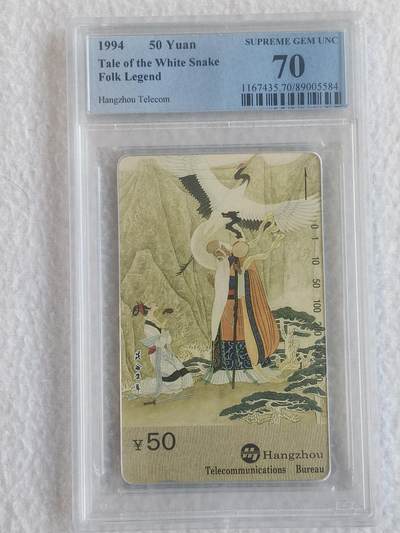 1994 50 Yuan
Tale of the White Snake
Folk Legend
Hangzhou Telecom
SUPREME GEM UNC
70
1167435.70/89005584
0 1 10 50 100
¥50
Hangzhou
Telecommunications Bureau